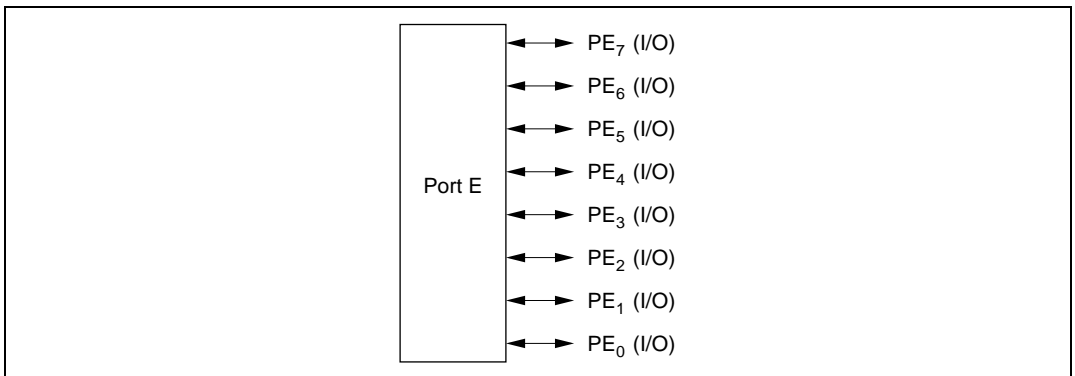 PE7 (I/O)
PE6 (I/O)
PE5 (I/O)
PE4 (I/O)
Port E
PE3 (I/O)
PE2 (I/O)
PE1 (I/O)
PE0 (I/O)